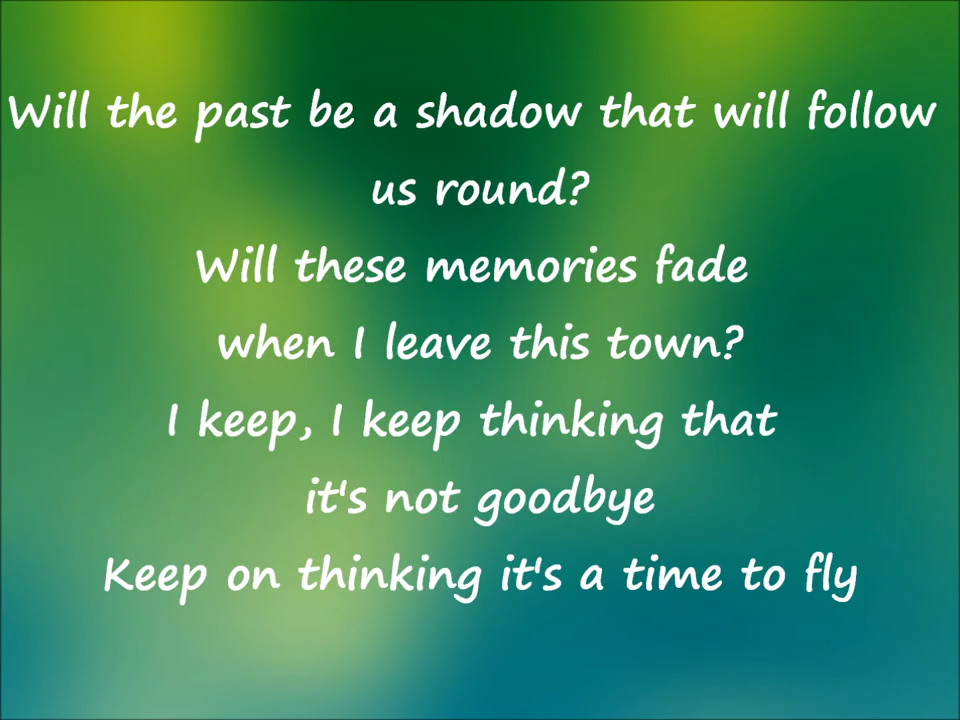 Will the past be a shadow that will follow
us round?
Will these memories fade
when I leave this town?
I keep, I keep thinking that
it's not goodbye
Keep on thinking it's a time to fly